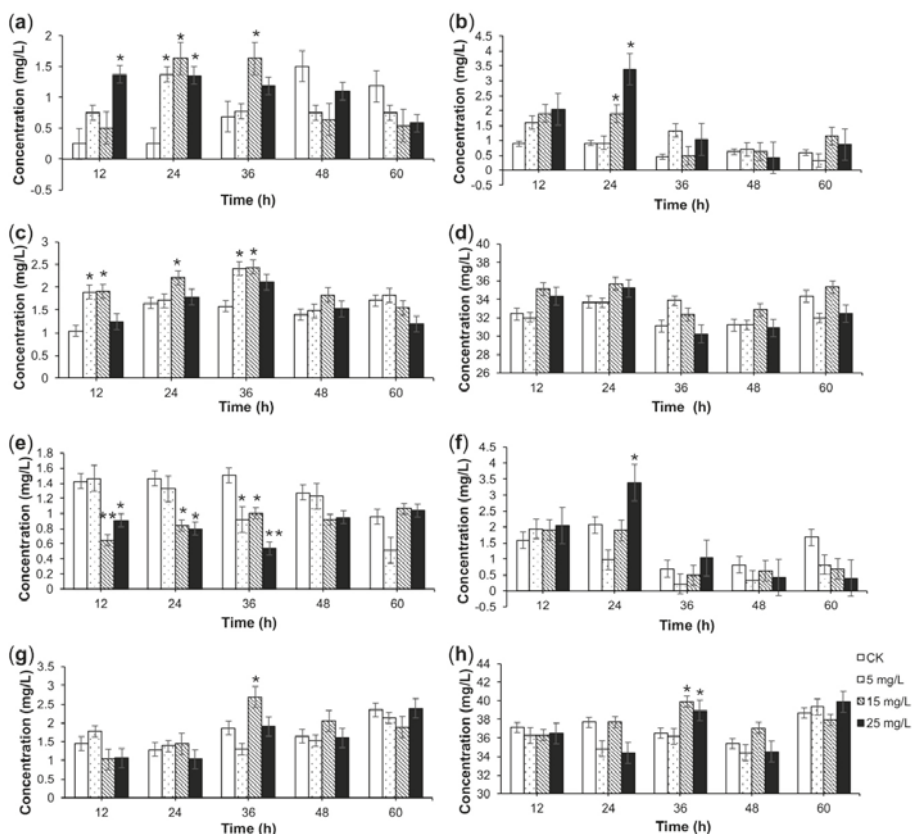 (a)
Concentration (mg/L)
2
1.5
1
0.5
0
-0.5
* * * * *
12 24 36 48 60
Time (h)
(b)
Concentration (mg/L)
4.5
4
3.5
3
2.5
2
1.5
1
0.5
0
-0.5
* *
12 24 36 48 60
Time (h)
(c)
Concentration (mg/L)
3
2.5
2
1.5
1
0.5
0
* * * * *
12 24 36 48 60
Time (h)
(d)
Concentration (mg/L)
40
38
36
34
32
30
28
26
12 24 36 48 60
Time (h)
(e)
Concentration (mg/L)
1.8
1.6
1.4
1.2
1
0.8
0.6
0.4
0.2
0
** * * * * * **
12 24 36 48 60
Time (h)
(f)
Concentration (mg/L)
4.5
4
3.5
3
2.5
2
1.5
1
0.5
0
-0.5
*
12 24 36 48 60
Time (h)
(g)
Concentration (mg/L)
3.5
3
2.5
2
1.5
1
0.5
0
*
12 24 36 48 60
Time (h)
(h)
Concentration (mg/L)
44
42
40
38
36
34
33
30
* *
12 24 36 48 60
Time (h)
CK
5 mg/L
15 mg/L
25 mg/L